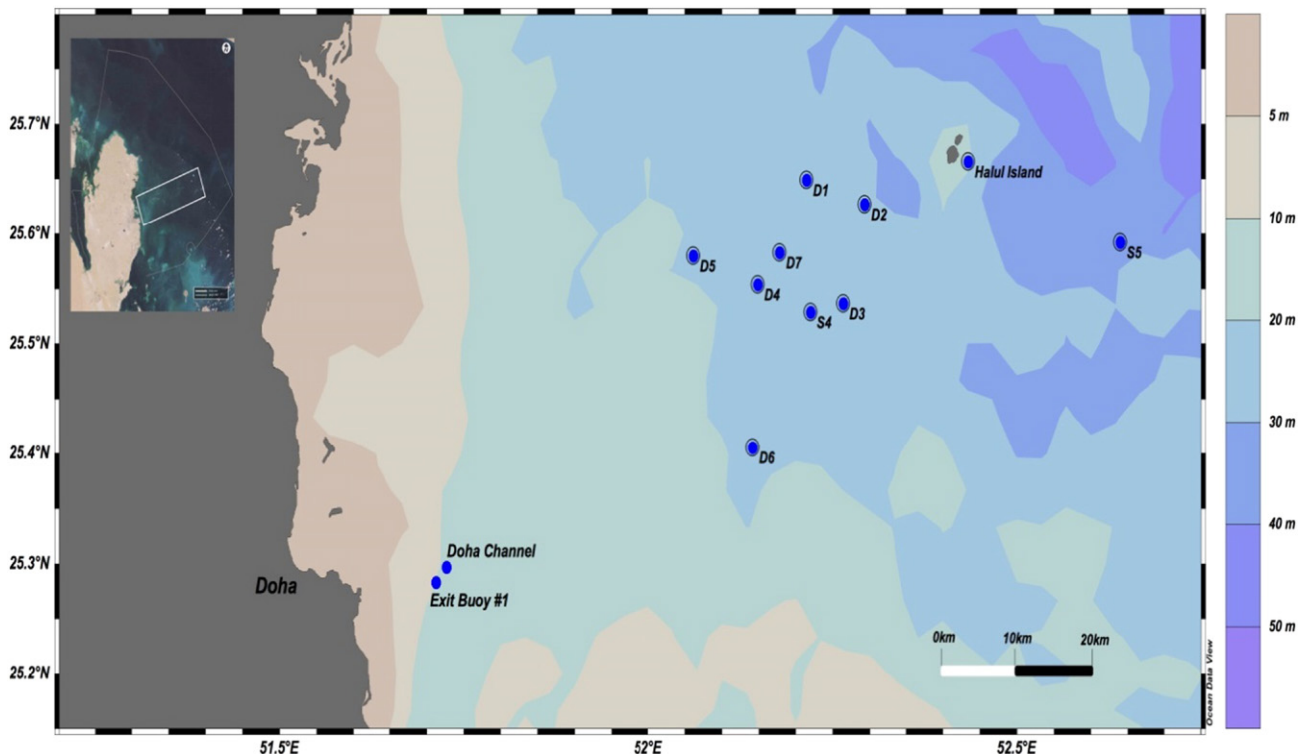 25.7°N
25.6°N
25.5°N
25.4°N
25.3°N
25.2°N
51.5°E
52°E
52.5°E
Halul Island
D1
D2
S5
D5
D7
D4
S4
D3
D6
Doha Channel
Exit Buoy #1
Doha
0km
10km
20km
Ocean Data View
5 m
10 m
20 m
30 m
40 m
50 m